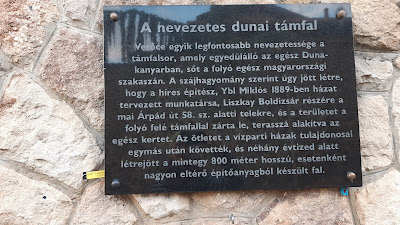 A nevezetes dunai támfal
Verőce egyik legfontosabb nevezetessége a
támfalsor, amely egyedülálló az egész Duna-
kanyarban, sőt a folyó egész magyarországi
szakaszán. A szájhagyomány szerint úgy jött létre,
hogy a híres építész, Ybl Miklós 1889-ben házat
tervezett munkatársa, Liszkay Boldizsár részére a
mai Árpád út 58. sz. alatti telekre, és a területet a
folyó felé támfallal zárta le, terasszá alakítva az
egész kertet. Az ötletet a vízparti házak tulajdonosai
egymás után követték, és néhány évtized alatt
létrejött a mintegy 800 méter hosszú, esetenként
nagyon eltérő építőanyagból készült fal.